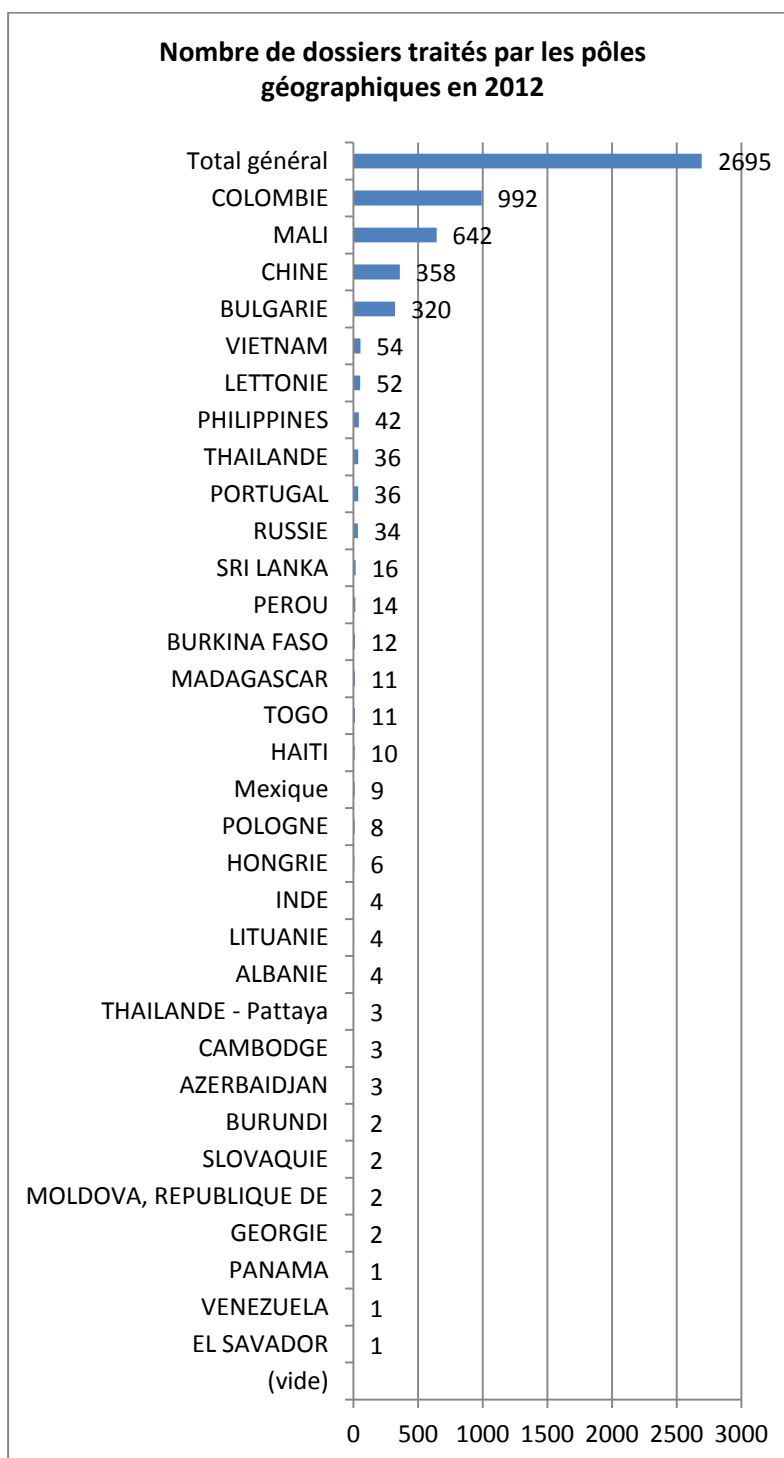 Nombre de dossiers traités par les pôles
géographiques en 2012
Total général 2695
COLOMBIE 992
MALI 642
CHINE 358
BULGARIE 320
VIETNAM 54
LETTONIE 52
PHILIPPINES 42
THAILANDE 36
PORTUGAL 36
RUSSIE 34
SRI LANKA 16
PEROU 14
BURKINA FASO 12
MADAGASCAR 11
TOGO 11
HAITI 10
Mexique 9
POLOGNE 8
HONGRIE 6
INDE 4
LITUANIE 4
ALBANIE 4
THAILANDE - Pattaya 3
CAMBODGE 3
AZERBAIDJAN 3
BURUNDI 2
SLOVAQUIE 2
MOLDOVA, REPUBLIQUE DE 2
GEORGIE 2
PANAMA 1
VENEZUELA 1
EL SAVADOR 1
(vide)
0 500 1000 1500 2000 2500 3000